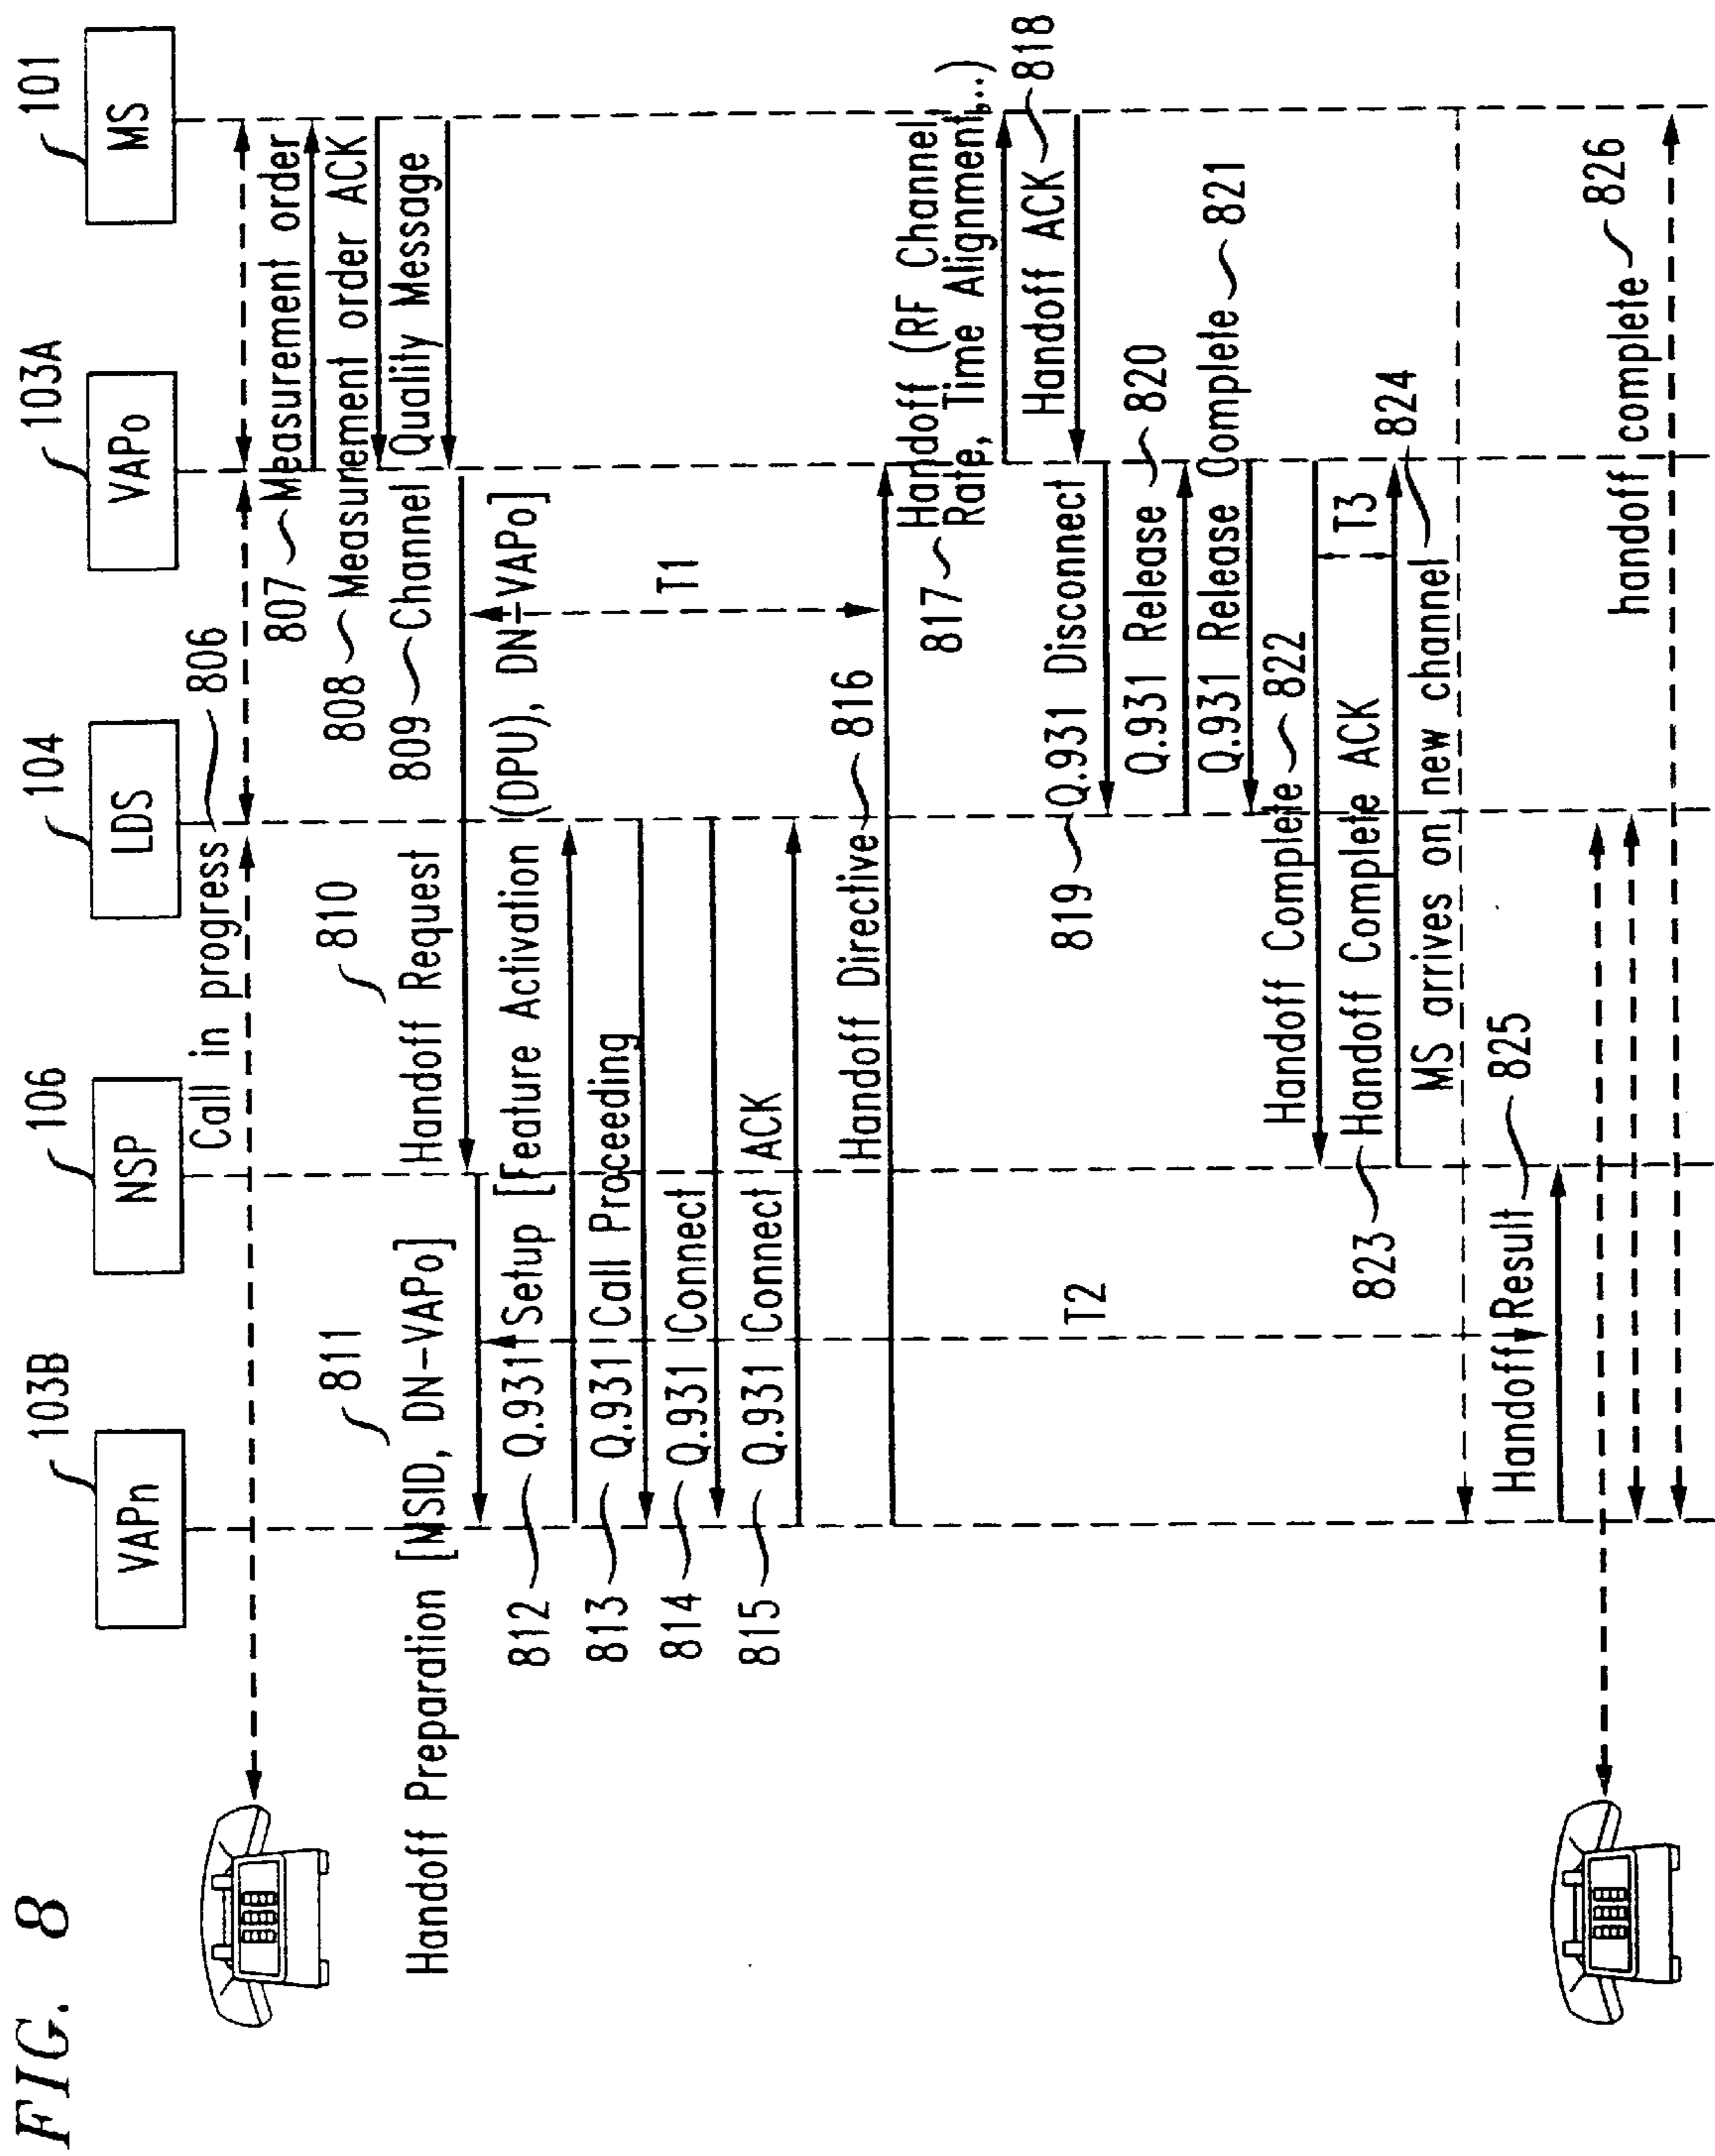 FIG. 8
103B
106
104
103A
101
VAPn
NSP
LDS
VAPo
MS
Call in progress
806
807
Measurement order
808
Measurement order ACK
809
Channel Quality Message
810
Handoff Request
811
Handoff Preparation [MSID, DN-VAPo]
812
Q.931 Setup [Feature Activation (DPU), DN-VAPo]
813
Q.931 Call Proceeding
T1
814
Q.931 Connect
815
Q.931 Connect ACK
Handoff Directive
816
817
Handoff (RF Channel,
Rate, Time Alignment,..)
Handoff ACK
818
T2
819
Q.931 Disconnect
Q.931 Release
820
Q.931 Release Complete
821
Handoff Complete
822
T3
823
Handoff Complete ACK
MS arrives on new channel
824
Handoff Result
825
handoff complete
826